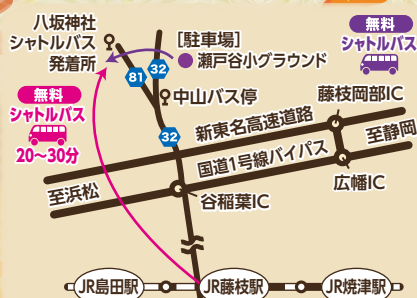 八坂神社
シャトルバス
発着所
[駐車場]
瀬戸谷小グラウンド
無料
シャトルバス
81
32
中山バス停
無料
シャトルバス
20〜30分
32
新東名高速道路
藤枝岡部IC
至静岡
国道1号線バイパス
至浜松
谷稲葉IC
広幡IC
JR島田駅
JR藤枝駅
JR焼津駅